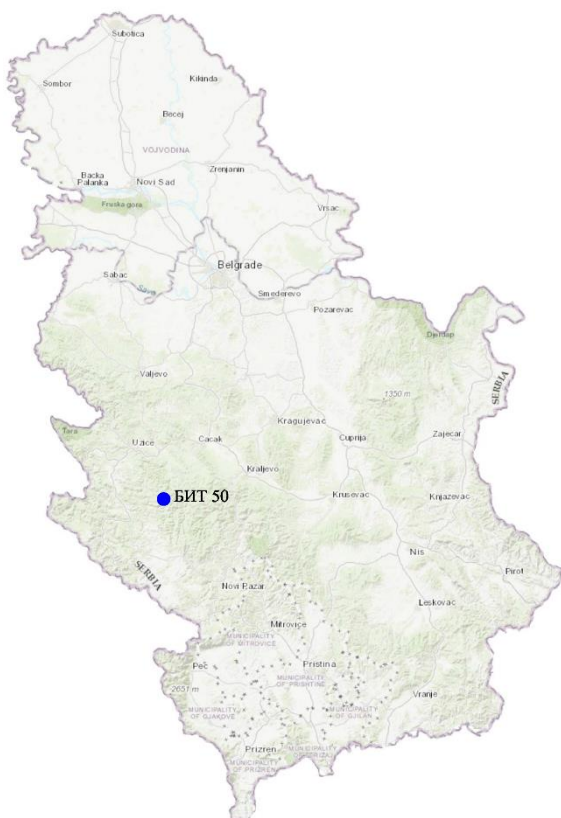 Subotica
Sombor
Kikinda
Becej
VOJVODINA
Backa
Palanka
Novi Sad
Zrenjanin
Fruska gora
Vrsac
Belgrade
Sabac
Sava
Smederevo
Pozarevac
Djerdap
Valjevo
1350 m
SERBIA
Kragujevac
Tara
Uzice
Cacak
Cuprija
Zajecar
Kraljevo
БИТ 50
Krusevac
Knjazevac
Nis
SERBIA
Pirot
Novi Pazar
Leskovac
Mitrovice
MUNICIPALITY
OF MITROVICE
Peć
Pristina
MUNICIPALITY
OF PRISHTINE
2651 m
Vranje
MUNICIPALITY
OF GJAKOVE
MUNICIPALITY
OF GJILAN
Prizren
MUNICIPALITY
OF PRIZREN
MUNICIPALITY